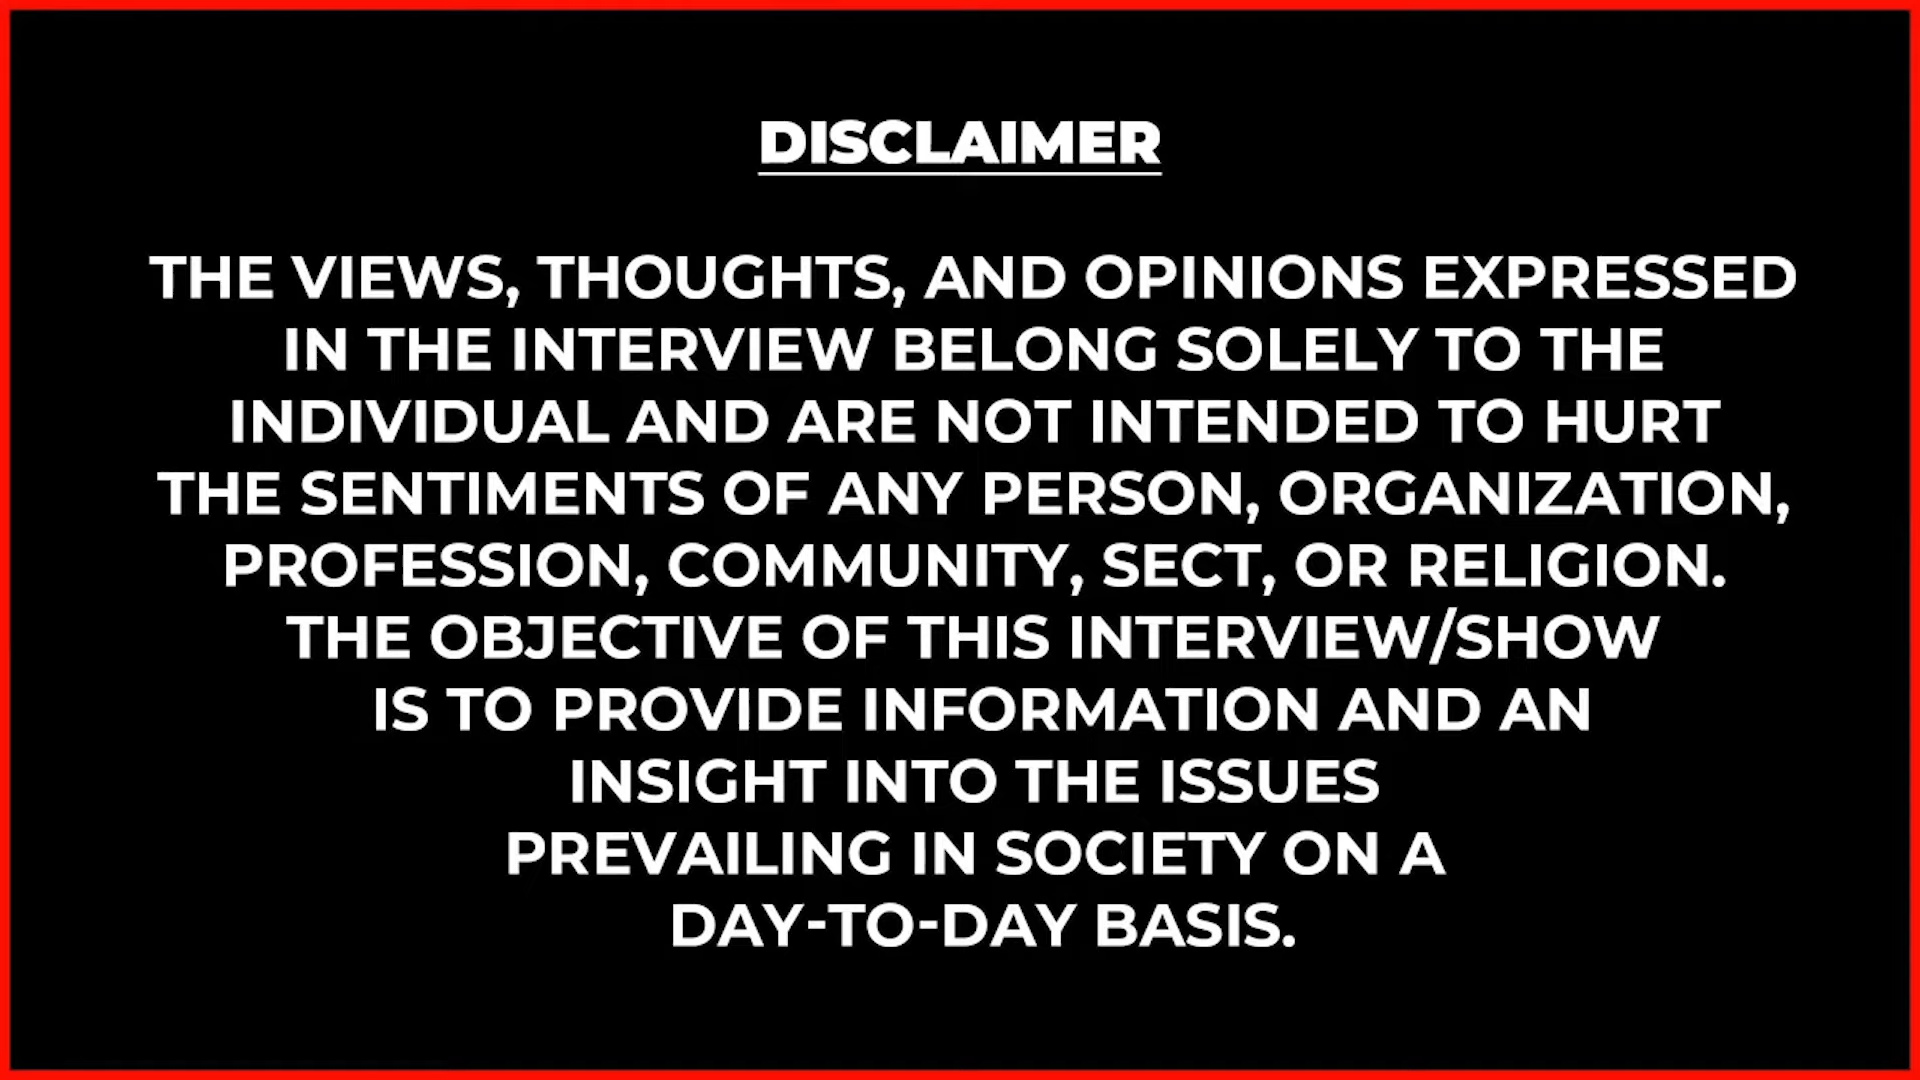 DISCLAIMER
THE VIEWS, THOUGHTS, AND OPINIONS EXPRESSED
IN THE INTERVIEW BELONG SOLELY TO THE
INDIVIDUAL AND ARE NOT INTENDED TO HURT
THE SENTIMENTS OF ANY PERSON, ORGANIZATION,
PROFESSION, COMMUNITY, SECT, OR RELIGION.
THE OBJECTIVE OF THIS INTERVIEW/SHOW
IS TO PROVIDE INFORMATION AND AN
INSIGHT INTO THE ISSUES
PREVAILING IN SOCIETY ON A
DAY-TO-DAY BASIS.